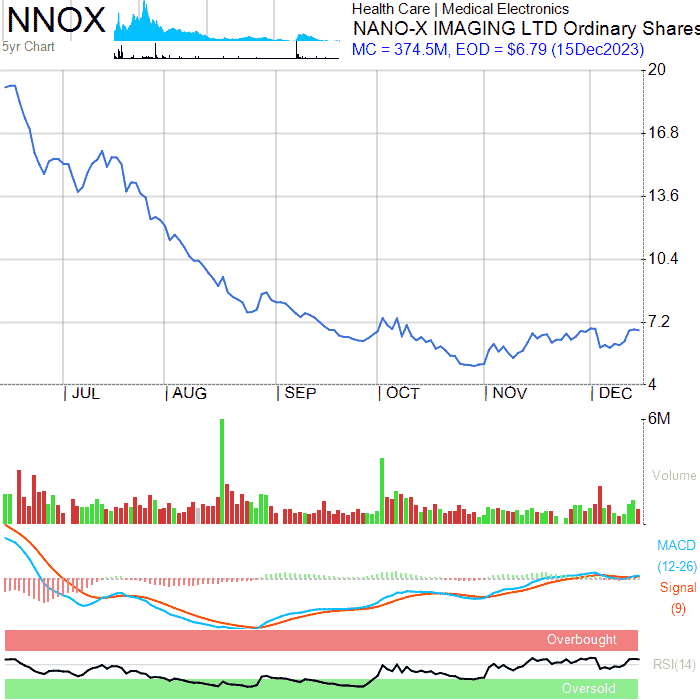 NNOX
5yr Chart
Health Care | Medical Electronics
NANO-X IMAGING LTD Ordinary Shares
MC = 374.5M, EOD = $6.79 (15Dec2023)
20
16.8
13.6
10.4
7.2
4
| JUL | AUG | SEP | OCT | NOV | DEC
6M
Volume
MACD
(12-26)
Signal
(9)
Overbought
RSI(14)
Oversold